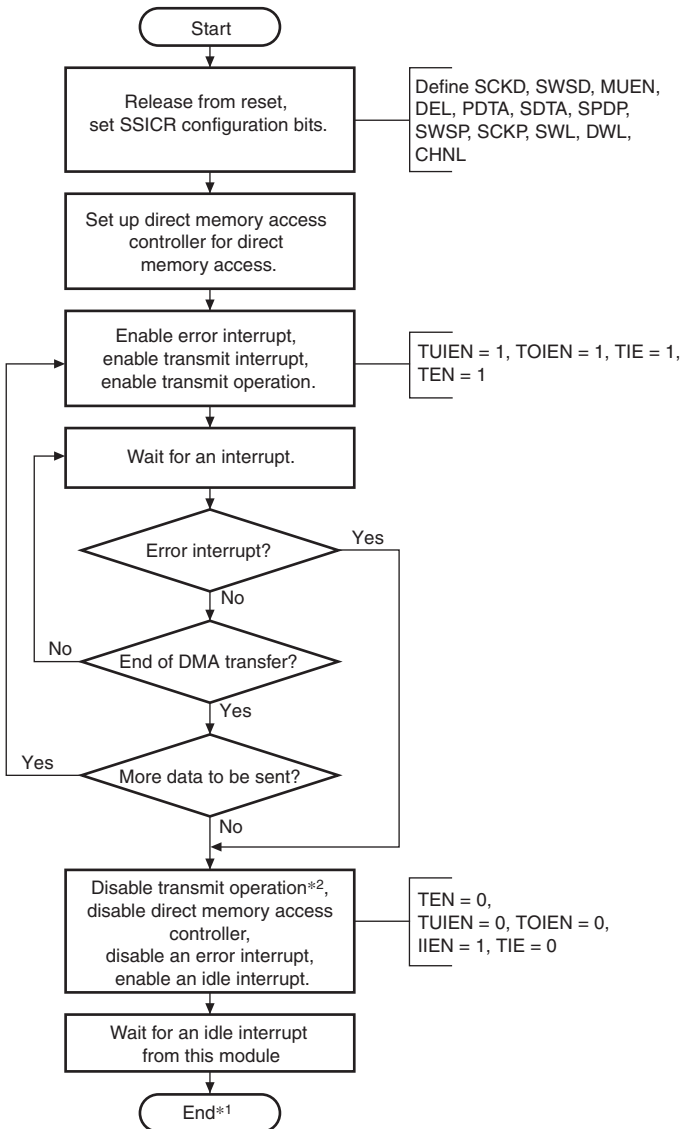 Start
Release from reset,
set SSICR configuration bits.
Define SCKD, SWSD, MUEN,
DEL, PDTA, SDTA, SPDP,
SWSP, SCKP, SWL, DWL,
CHNL
Set up direct memory access
controller for direct
memory access.
Enable error interrupt,
enable transmit interrupt,
enable transmit operation.
TUIEN = 1, TOIEN = 1, TIE = 1,
TEN = 1
Wait for an interrupt.
Error interrupt?
Yes
No
End of DMA transfer?
No
Yes
More data to be sent?
Yes
No
Disable transmit operation*2,
disable direct memory access
controller,
disable an error interrupt,
enable an idle interrupt.
TEN = 0,
TUIEN = 0, TOIEN = 0,
IIEN = 1, TIE = 0
Wait for an idle interrupt
from this module
End*1